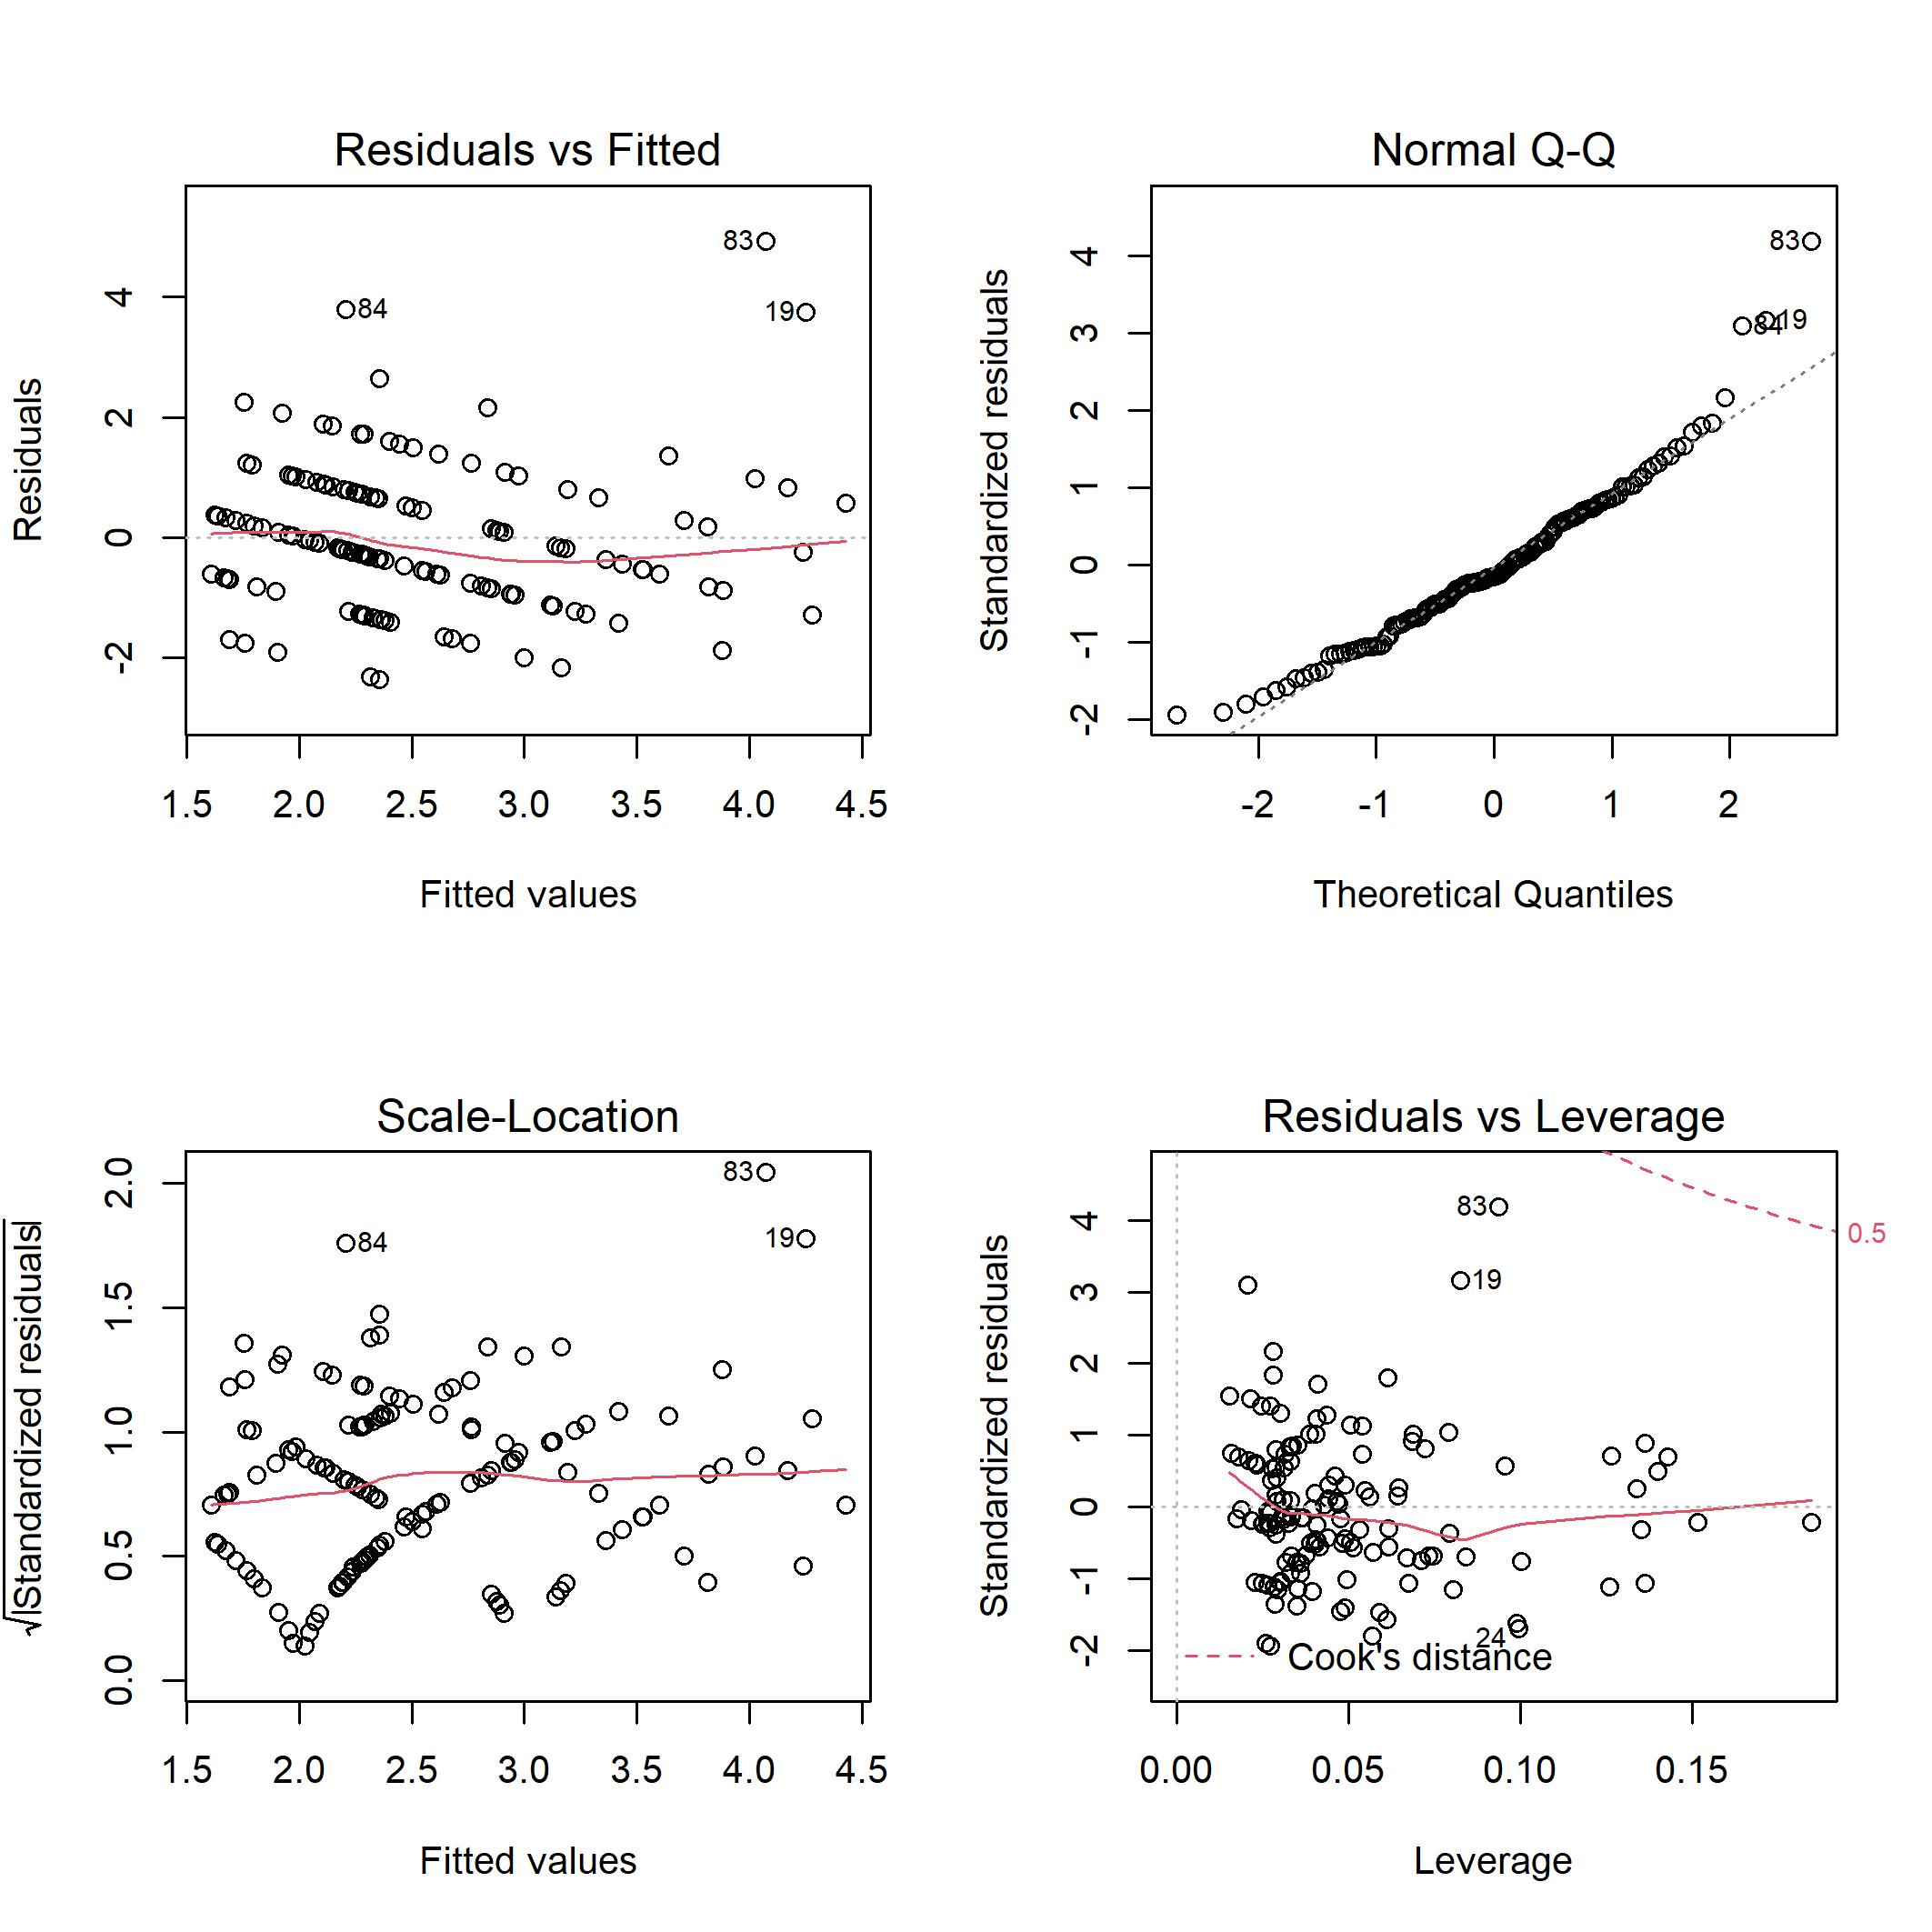 Residuals vs Fitted
Residuals
4
2
0
-2
83
84
19
1.5 2.0 2.5 3.0 3.5 4.0 4.5
Fitted values
Normal Q-Q
Standardized residuals
4
3
2
1
0
-1
-2
83
84
19
-2 -1 0 1 2
Theoretical Quantiles
Scale-Location
√|Standardized residuals|
2.0
1.5
1.0
0.5
0.0
83
84
19
1.5 2.0 2.5 3.0 3.5 4.0 4.5
Fitted values
Residuals vs Leverage
Standardized residuals
4
3
2
1
0
-1
-2
83
19
24
0.5
Cook's distance
0.00 0.05 0.10 0.15
Leverage